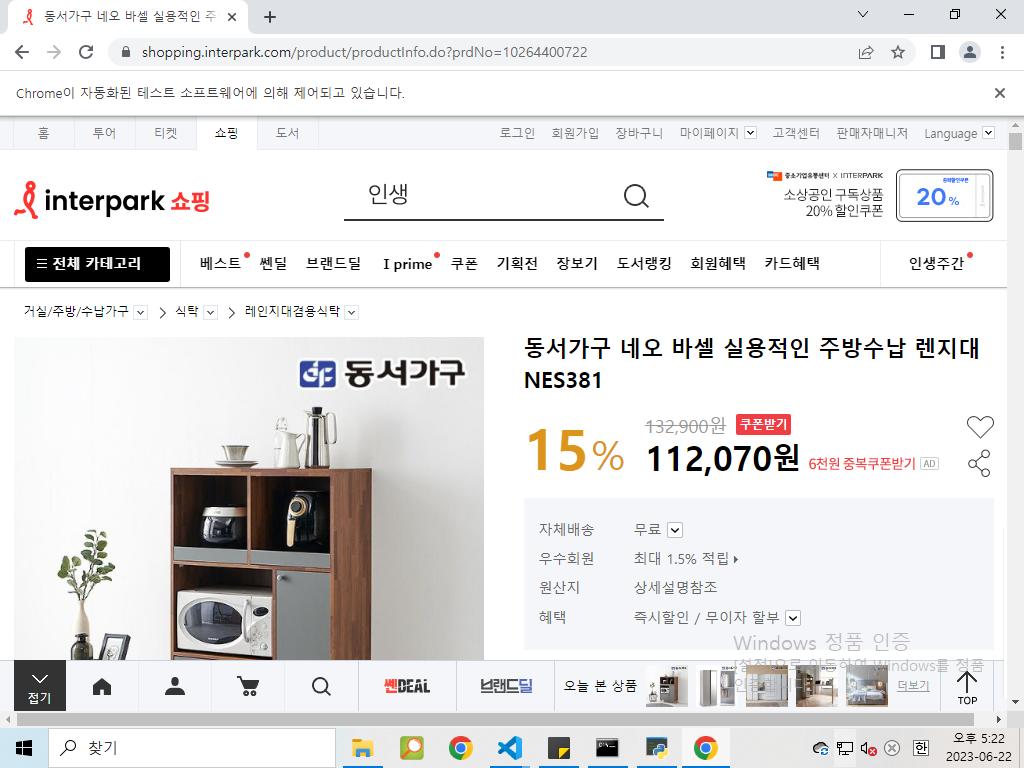 동서가구 네오 바셀 실용적인 주
shopping.interpark.com/product/productInfo.do?prdNo=10264400722
Chrome이 자동화된 테스트 소프트웨어에 의해 제어되고 있습니다.
홈 투어 티켓 쇼핑 도서 로그인 회원가입 장바구니 마이페이지 고객센터 판매자매니저 Language
interpark 쇼핑
인생
중소기업유통센터 X INTERPARK
소상공인 구독상품
20% 할인쿠폰
20%
전체 카테고리 베스트 쎈딜 브랜드딜 I prime 쿠폰 기획전 장보기 도서랭킹 회원혜택 카드혜택 인생주간
거실/주방/수납가구 식탁 레인지대겸용식탁
동서가구
동서가구 네오 바셀 실용적인 주방수납 렌지대
NES381
15% 132,900원 쿠폰받기
112,070원 6천원 중복쿠폰받기 AD
자체배송 무료
우수회원 최대 1.5% 적립
원산지 상세설명참조
혜택 즉시할인 / 무이자 할부
Windows 정품 인증
[설정]으로 이동하여 Windows를 정품
접기 쎈DEAL 브랜드딜 오늘 본 상품 더보기 TOP
찾기
오후 5:22
한
2023-06-22